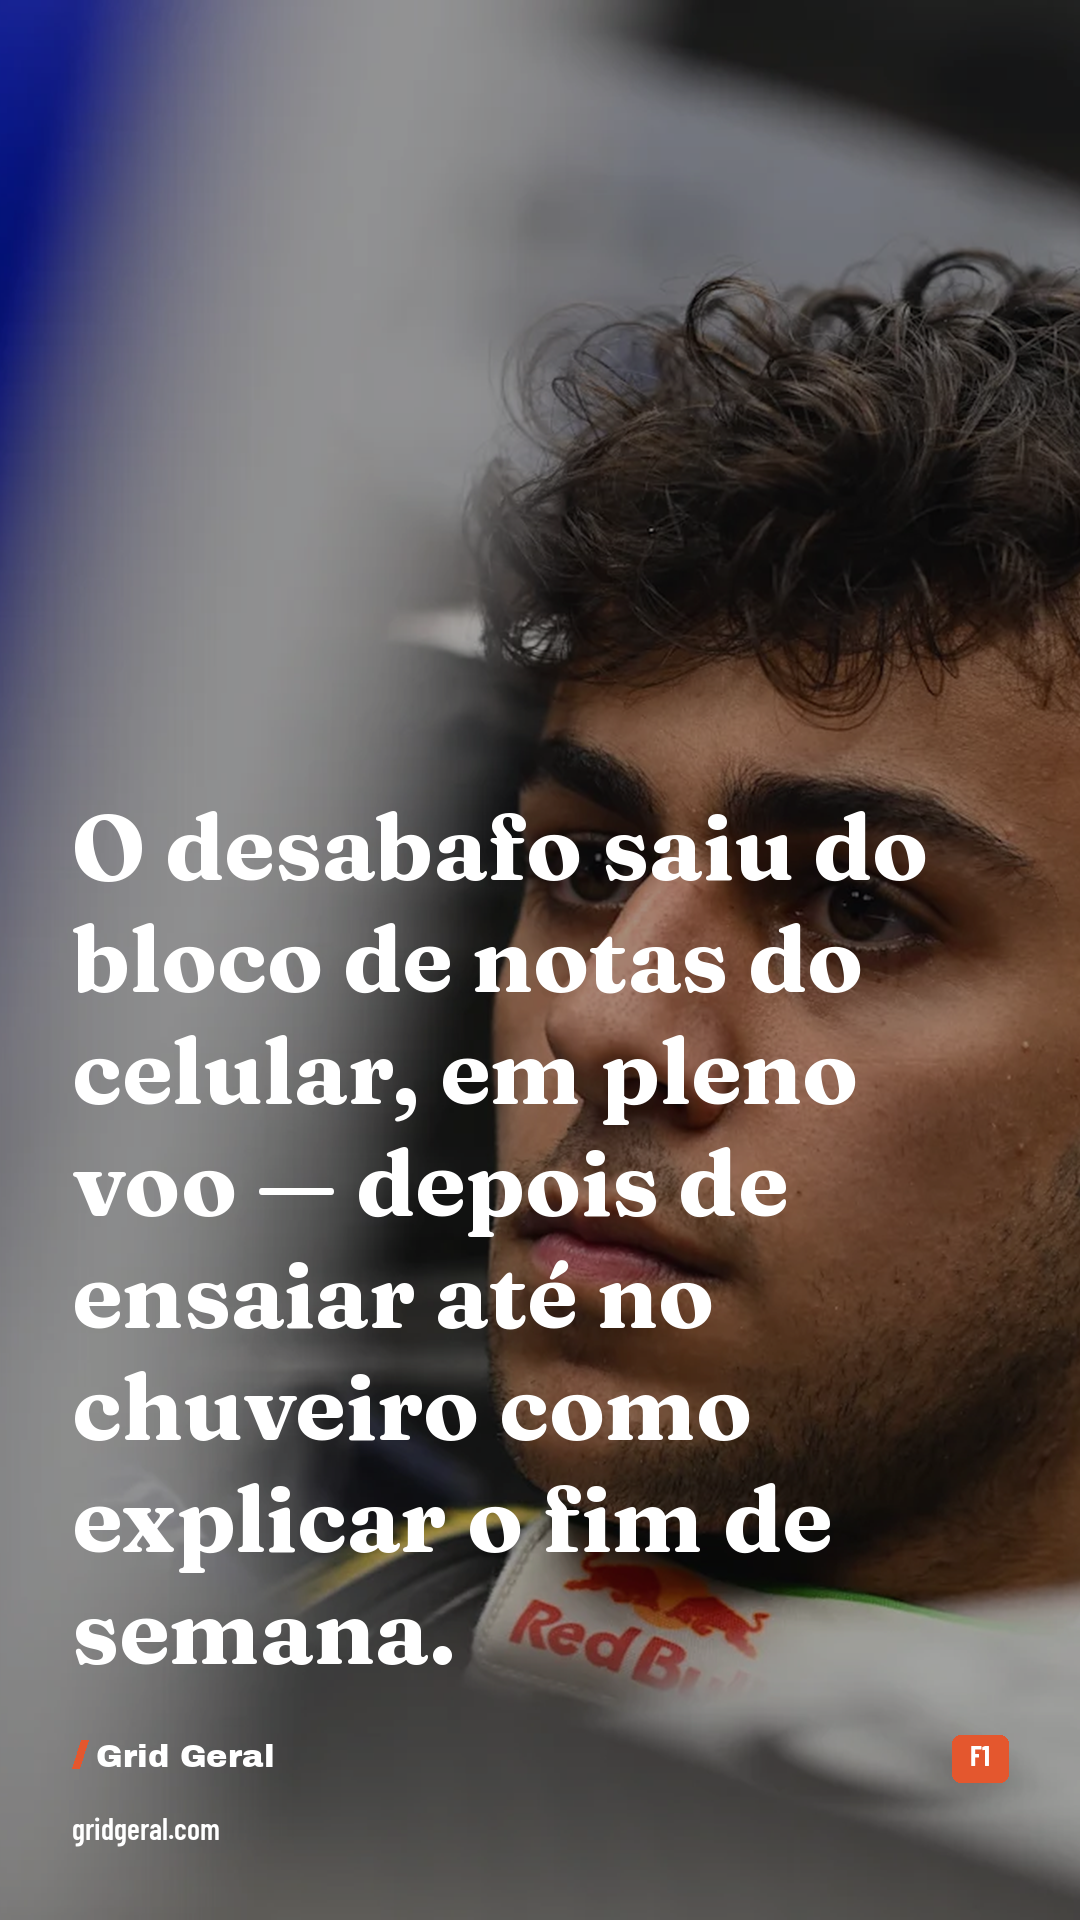 O desabafo saiu do
bloco de notas do
celular, em pleno
voo — depois de
ensaiar até no
chuveiro como
explicar o fim de
semana.
Red Bull
/ Grid Geral
F1
gridgeral.com